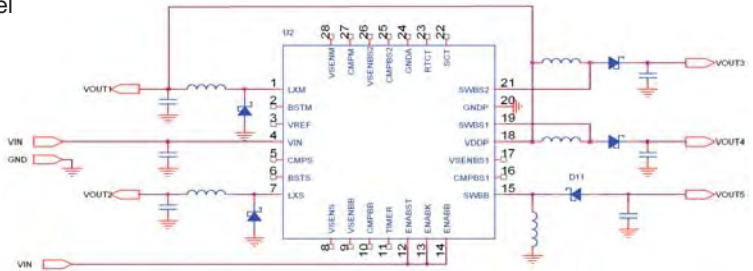 el
U2
28 27 26 25 24 23 22
VSENM CMPM VSENBS2 CMPBS2 GNDA RTCT SCT
VOUT1
VIN
GND
VOUT2
VIN
1 LXM
2 BSTM
3 VREF
4 VIN
5 CMPS
6 BSTS
7 LXS
SWBS2 21
GNDP 20
SWBS1 19
VDDP 18
VSENBS1 17
CMPBS1 16
SWBB 15
VSENS VSENBB CMPBB TIMER ENABST ENABK ENABB
8 9 10 11 12 13 14
VOUT3
VOUT4
D11
VOUT5